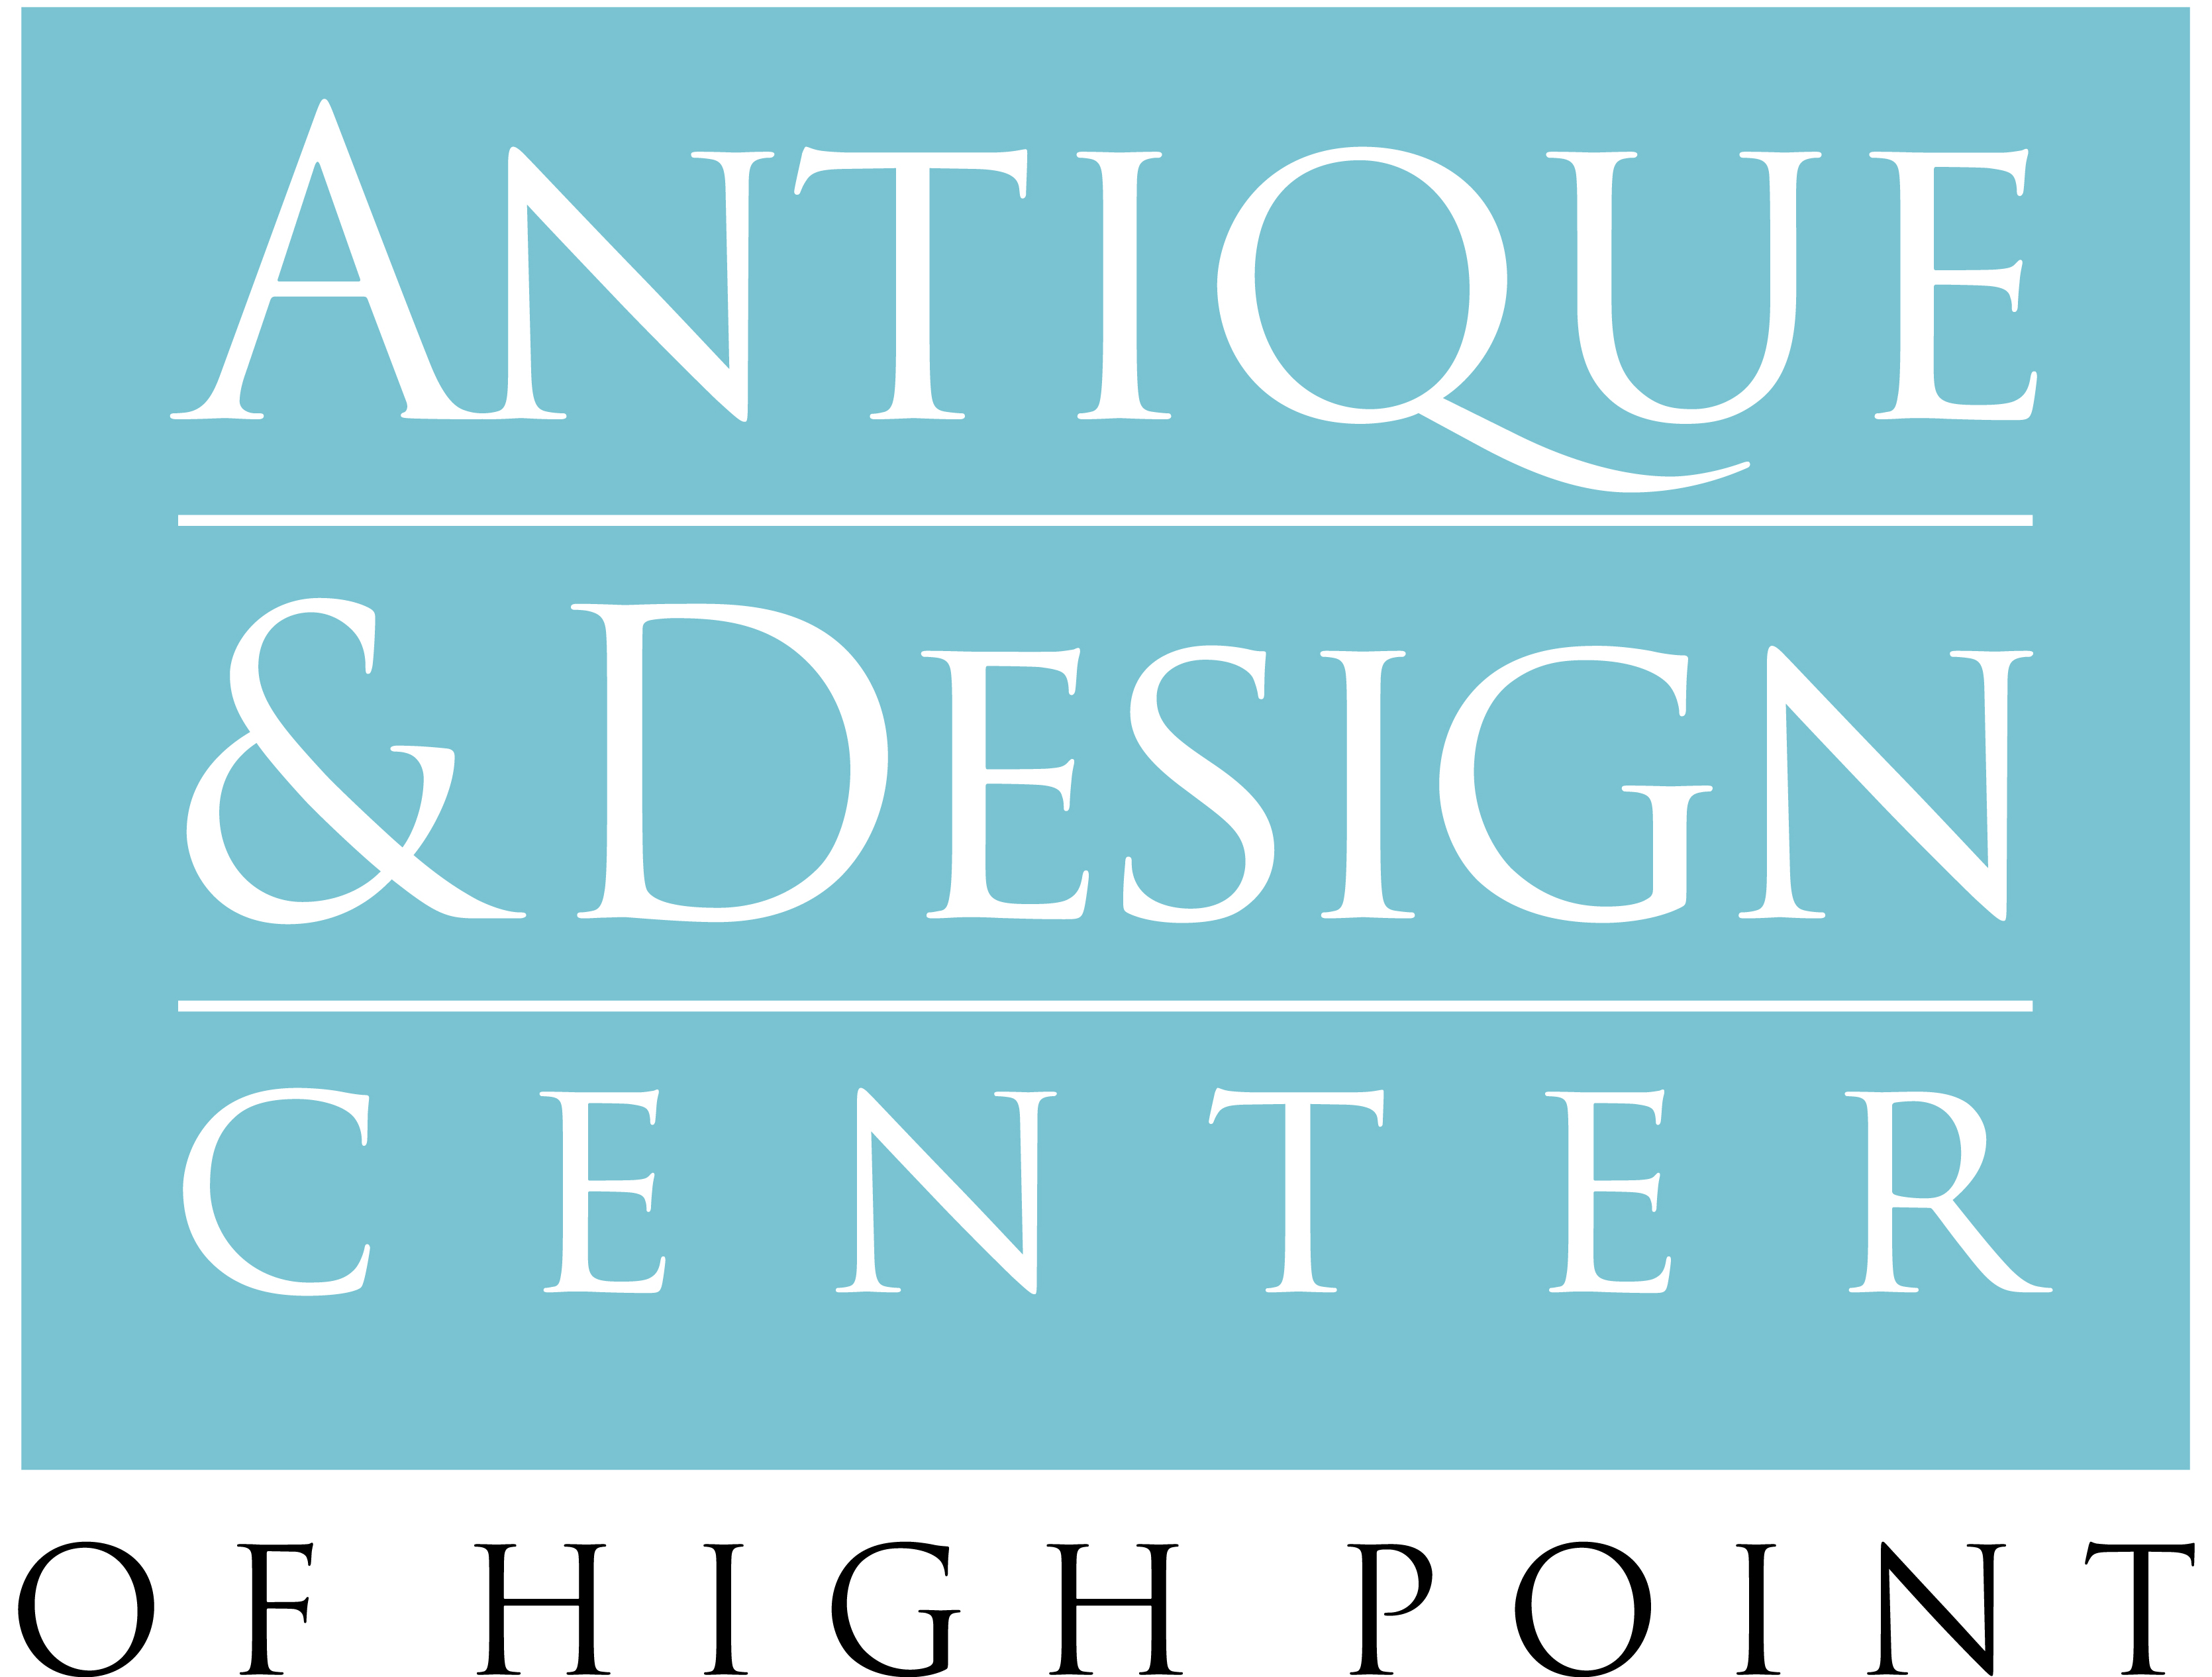 ANTIQUE
& DESIGN
CENTER
OF HIGH POINT